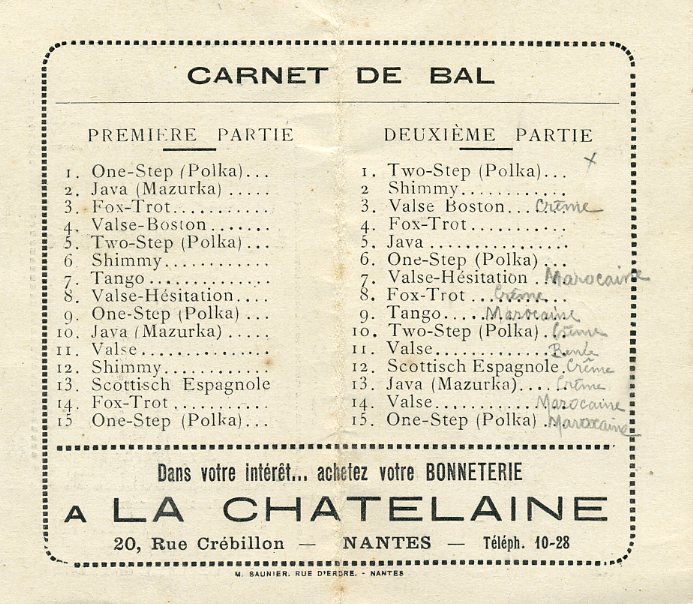 CARNET DE BAL
PREMIERE PARTIE
1. One-Step (Polka)...
2. Java (Mazurka)..........
3. Fox-Trot..............
4. Valse-Boston.........
5. Two-Step (Polka)....
6. Shimmy...............
7. Tango.................
8. Valse-Hésitation.....
9. One-Step (Polka)....
10. Java (Mazurka).......
11. Valse..................
12. Shimmy...............
13. Scottisch Espagnole
14. Fox-Trot..............
15 One-Step (Polka)...
DEUXIÈME PARTIE
1. Two-Step (Polka)... x
2 Shimmy...............
3. Valse Boston.... Crème
4. Fox-Trot..............
5. Java....................
6. One-Step (Polka)....
7. Valse-Hésitation .. Marocaine
8. Fox-Trot... Crême
9. Tango..... Marocaine
10. Two-Step (Polka). Crême
11. Valse..................
12. Scottisch Espagnole Crême
13. Java (Mazurka).... Crême
14. Valse............ Marocaine
15. One-Step (Polka).. Marocaine
Dans votre intérêt... achetez votre BONNETERIE
A LA CHATELAINE
20, Rue Crébillon — NANTES — Téléph. 10-28
M. SAUNIER. RUE D'ERDRE. - NANTES